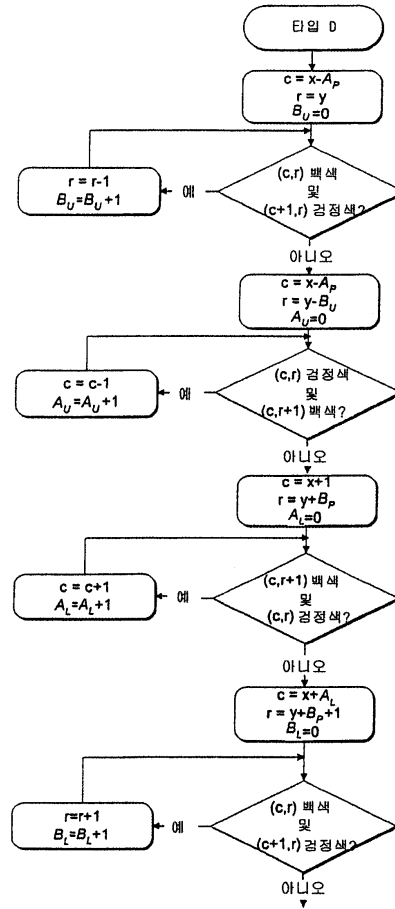 타입 D
c = x-A_P
r = y
B_U=0
(c,r) 백색
및
(c+1,r) 검정색?
예
r = r-1
B_U=B_U+1
아니오
c = x-A_P
r = y-B_U
A_U=0
(c,r) 검정색
및
(c,r+1) 백색?
예
c = c-1
A_U=A_U+1
아니오
c = x+1
r = y+B_P
A_L=0
(c,r+1) 백색
및
(c,r) 검정색?
예
c = c+1
A_L=A_L+1
아니오
c = x+A_L
r = y+B_P+1
B_L=0
(c,r) 백색
및
(c+1,r) 검정색?
예
r=r+1
B_L=B_L+1
아니오